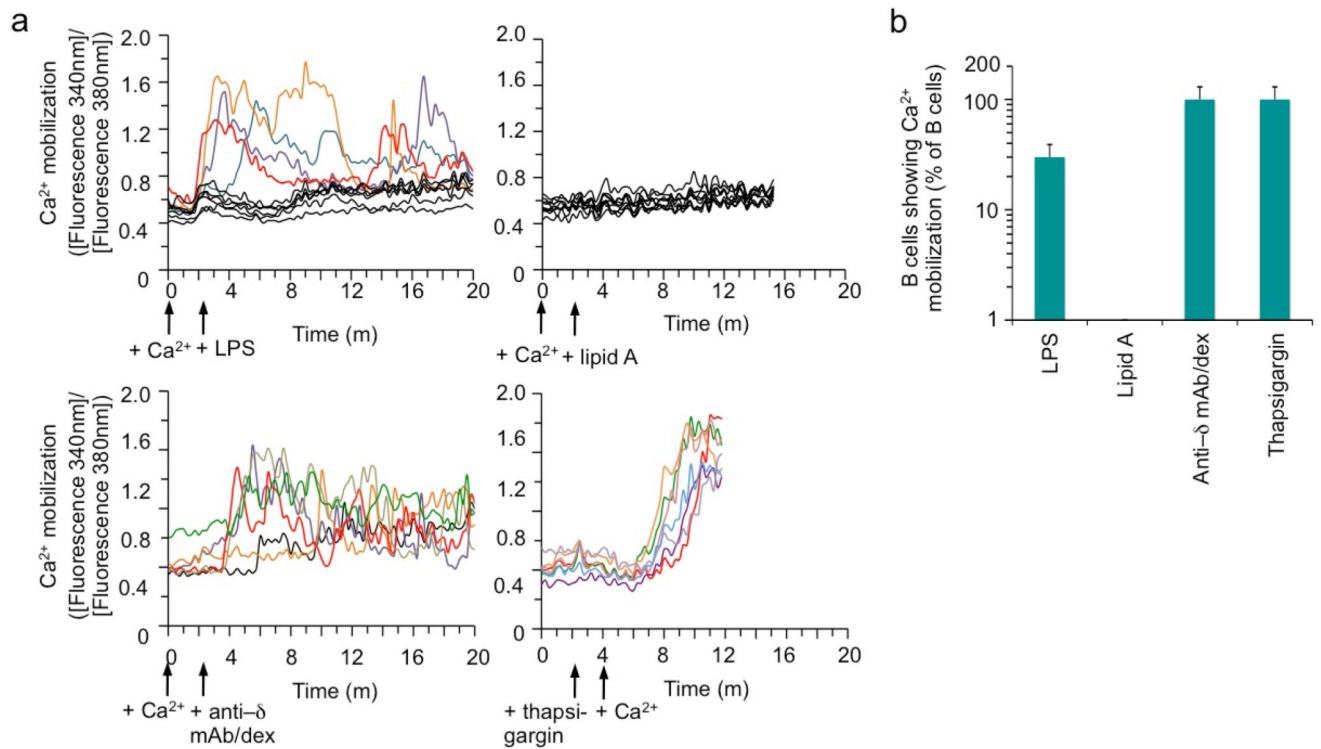 a
Ca²⁺ mobilization
([Fluorescence 340nm]/
[Fluorescence 380nm])
2.0
1.6
1.2
0.8
0.4
0
0 4 8 12 16 20
Time (m)
+ Ca²⁺ + LPS
2.0
1.6
1.2
0.8
0.4
0
0 4 8 12 16 20
Time (m)
+ Ca²⁺ + lipid A
Ca²⁺ mobilization
([Fluorescence 340nm]/
[Fluorescence 380nm])
2.0
1.6
1.2
0.8
0.4
0
0 4 8 12 16 20
Time (m)
+ Ca²⁺ + anti–δ
mAb/dex
2.0
1.6
1.2
0.8
0.4
0
0 4 8 12 16 20
Time (m)
+ thapsi- + Ca²⁺
gargin
b
B cells showing Ca²⁺
mobilization (% of B cells)
200
100
10
1
LPS
Lipid A
Anti–δ mAb/dex
Thapsigargin